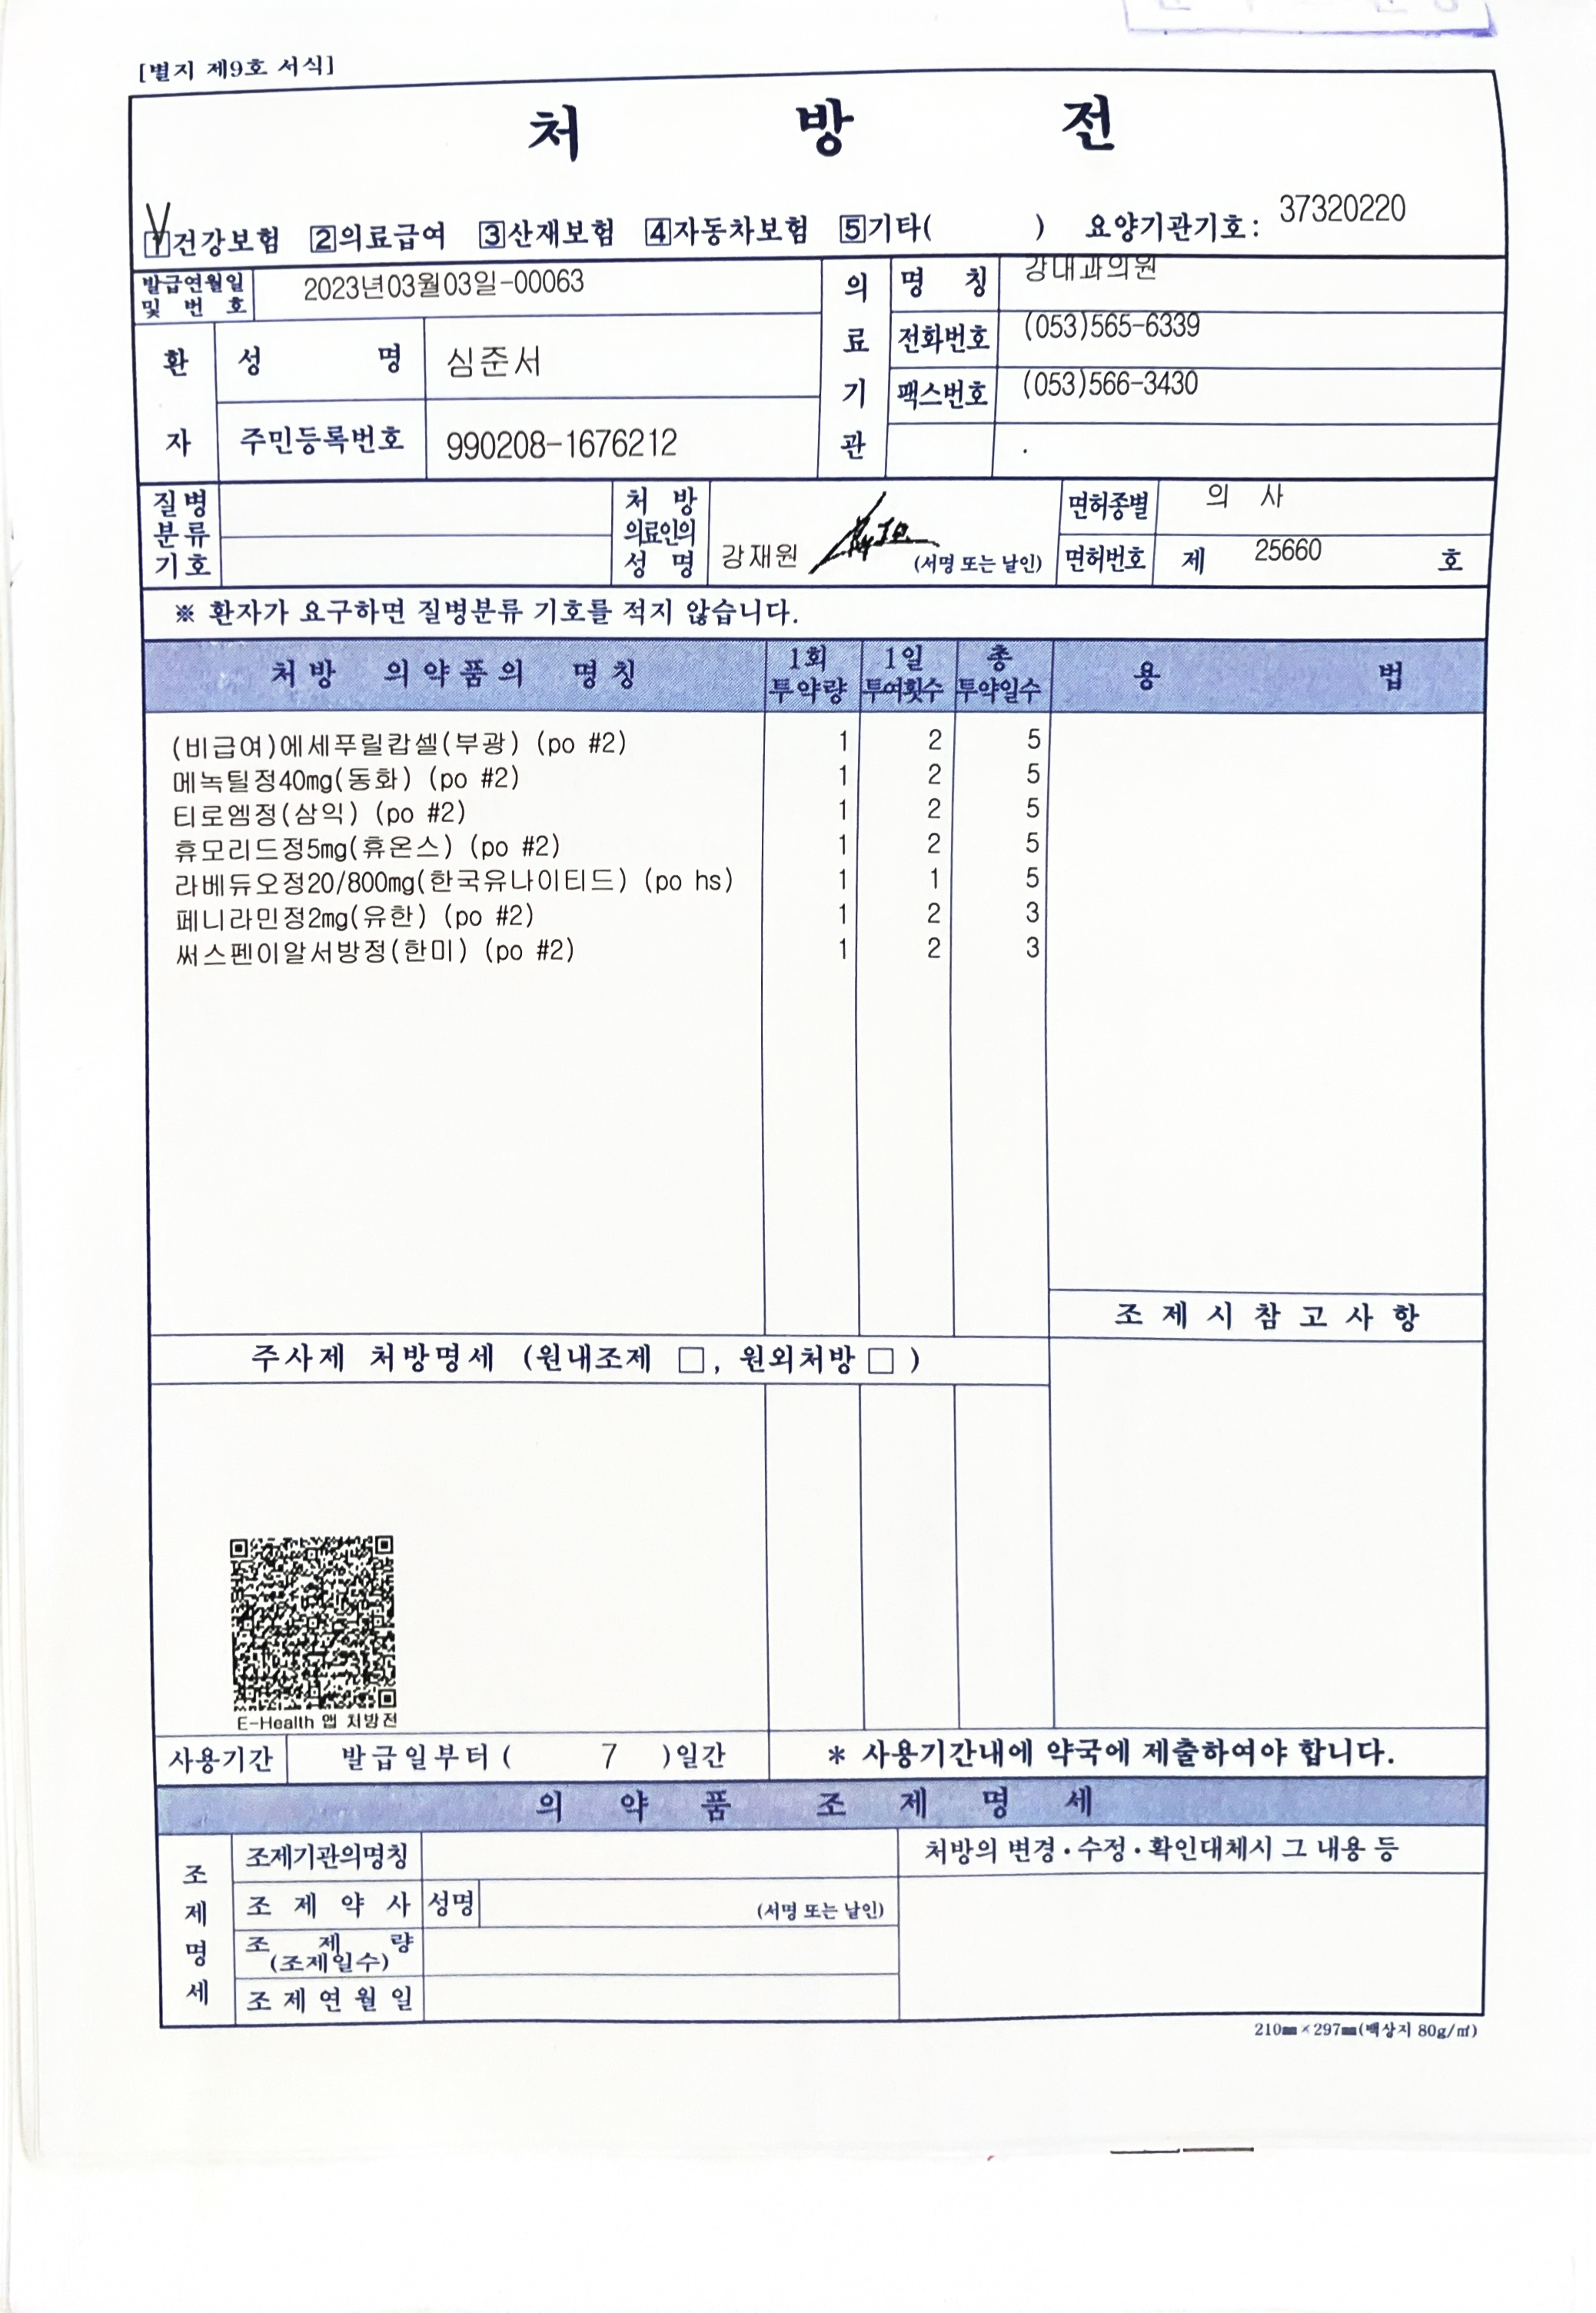 [별지 제9호 서식]
처 방 전
1건강보험 2의료급여 3산재보험 4자동차보험 5기타( ) 요양기관기호: 37320220
발급연월일 및 번호 2023년03월03일-00063
의료기관 명 칭 강내과의원
전화번호 (053)565-6339
팩스번호 (053)566-3430
환자 성 명 심준서
주민등록번호 990208-1676212
질병분류기호
처 방 의료인의 성 명 강재원 (서명 또는 날인)
면허종별 의 사
면허번호 제 25660 호
※ 환자가 요구하면 질병분류 기호를 적지 않습니다.
처방 의약품의 명칭 1회 투약량 1일 투여횟수 총 투약일수 용 법
(비급여)에세푸릴캅셀(부광) (po #2) 1 2 5
메녹틸정40mg(동화) (po #2) 1 2 5
티로엠정(삼익) (po #2) 1 2 5
휴모리드정5mg(휴온스) (po #2) 1 2 5
라베듀오정20/800mg(한국유나이티드) (po hs) 1 1 5
페니라민정2mg(유한) (po #2) 1 2 3
써스펜이알서방정(한미) (po #2) 1 2 3
조 제 시 참 고 사 항
주사제 처방명세 (원내조제 □, 원외처방 □ )
E-Health 앱 처방전
사용기간 발급일부터 ( 7 )일간 * 사용기간내에 약국에 제출하여야 합니다.
의 약 품 조 제 명 세
조제명세 조제기관의명칭 처방의 변경·수정·확인대체시 그 내용 등
조 제 약 사 성명 (서명 또는 날인)
조 제 량 (조제일수)
조 제 연 월 일
210㎜×297㎜(백상지 80g/㎡)